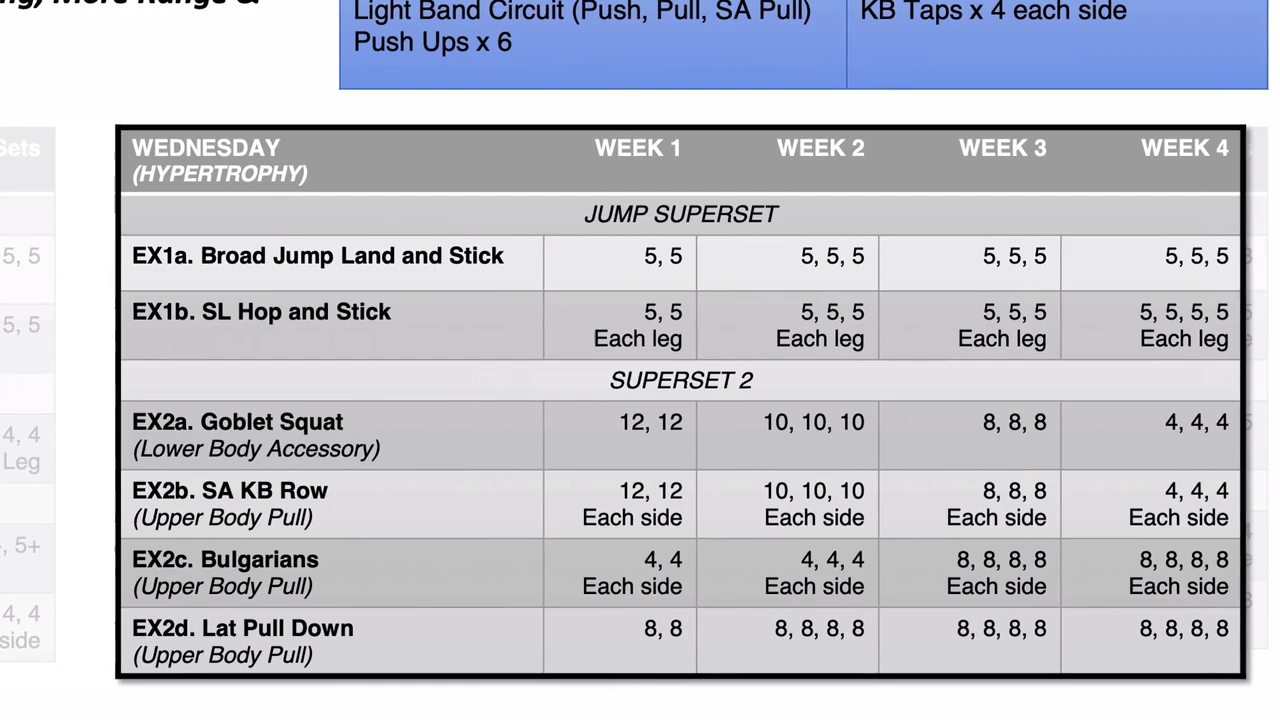 ng, More Range &
Light Band Circuit (Push, Pull, SA Pull)
Push Ups x 6
KB Taps x 4 each side
Sets
5, 5
5, 5
4, 4
Leg
, 5+
4, 4
side
WEDNESDAY WEEK 1 WEEK 2 WEEK 3 WEEK 4
(HYPERTROPHY)
JUMP SUPERSET
EX1a. Broad Jump Land and Stick 5, 5 5, 5, 5 5, 5, 5 5, 5, 5
EX1b. SL Hop and Stick 5, 5 5, 5, 5 5, 5, 5 5, 5, 5, 5
Each leg Each leg Each leg Each leg
SUPERSET 2
EX2a. Goblet Squat 12, 12 10, 10, 10 8, 8, 8 4, 4, 4
(Lower Body Accessory)
EX2b. SA KB Row 12, 12 10, 10, 10 8, 8, 8 4, 4, 4
(Upper Body Pull) Each side Each side Each side Each side
EX2c. Bulgarians 4, 4 4, 4, 4 8, 8, 8, 8 8, 8, 8, 8
(Upper Body Pull) Each side Each side Each side Each side
EX2d. Lat Pull Down 8, 8 8, 8, 8, 8 8, 8, 8, 8 8, 8, 8, 8
(Upper Body Pull)